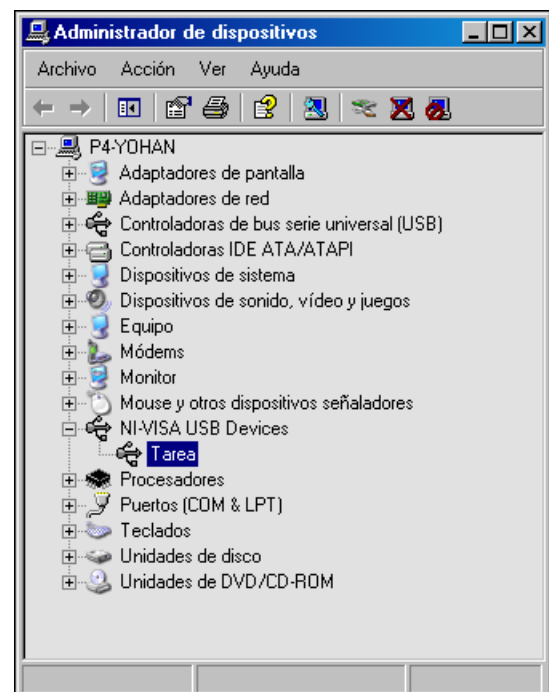 Administrador de dispositivos
Archivo Acción Ver Ayuda
P4-YOHAN
Adaptadores de pantalla
Adaptadores de red
Controladoras de bus serie universal (USB)
Controladoras IDE ATA/ATAPI
Dispositivos de sistema
Dispositivos de sonido, vídeo y juegos
Equipo
Módems
Monitor
Mouse y otros dispositivos señaladores
NI-VISA USB Devices
Tarea
Procesadores
Puertos (COM & LPT)
Teclados
Unidades de disco
Unidades de DVD/CD-ROM